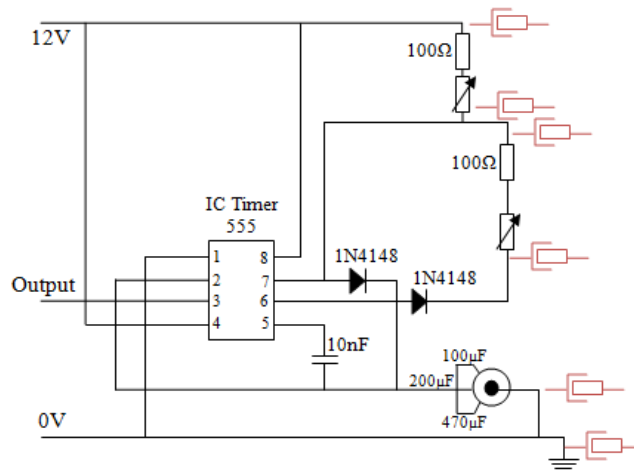 12V
100Ω
100Ω
IC Timer
555
1N4148
1N4148
1 8
2 7
Output
3 6
4 5
10nF
100µF
200µF
470µF
0V